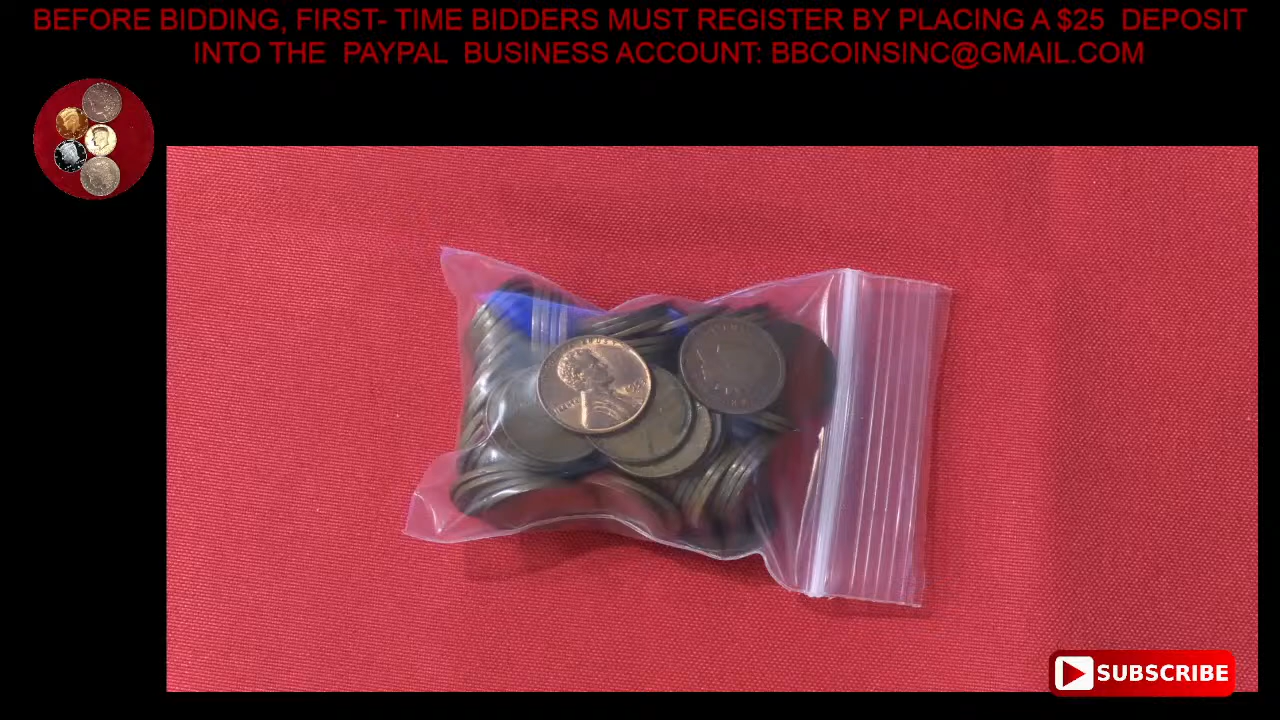 BEFORE BIDDING, FIRST- TIME BIDDERS MUST REGISTER BY PLACING A $25 DEPOSIT
INTO THE PAYPAL BUSINESS ACCOUNT: BBCOINSINC@GMAIL.COM
SUBSCRIBE